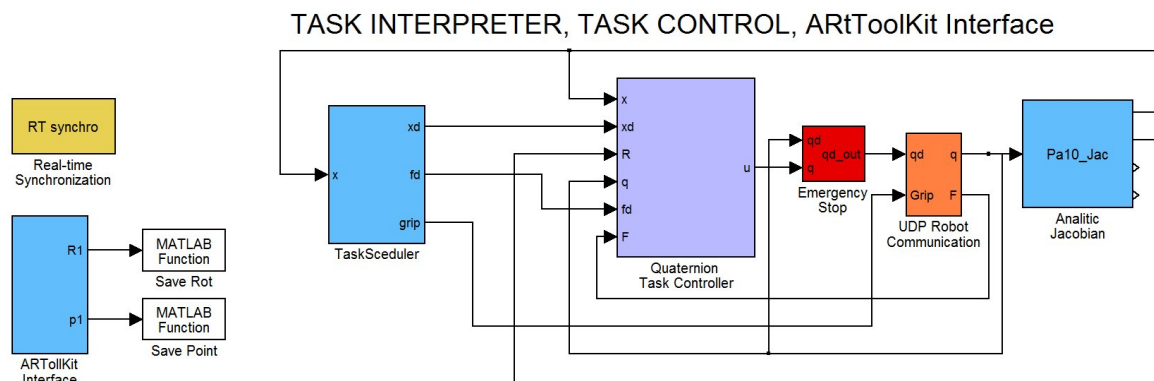 TASK INTERPRETER, TASK CONTROL, ARtToolKit Interface
RT synchro
Real-time
Synchronization
R1
p1
ARTollKit
Interface
MATLAB
Function
Save Rot
MATLAB
Function
Save Point
x
xd
fd
grip
TaskSceduler
x
xd
R
q
fd
F
u
Quaternion
Task Controller
qd
q
qd_out
Emergency
Stop
qd
Grip
q
F
UDP Robot
Communication
Pa10_Jac
Analitic
Jacobian